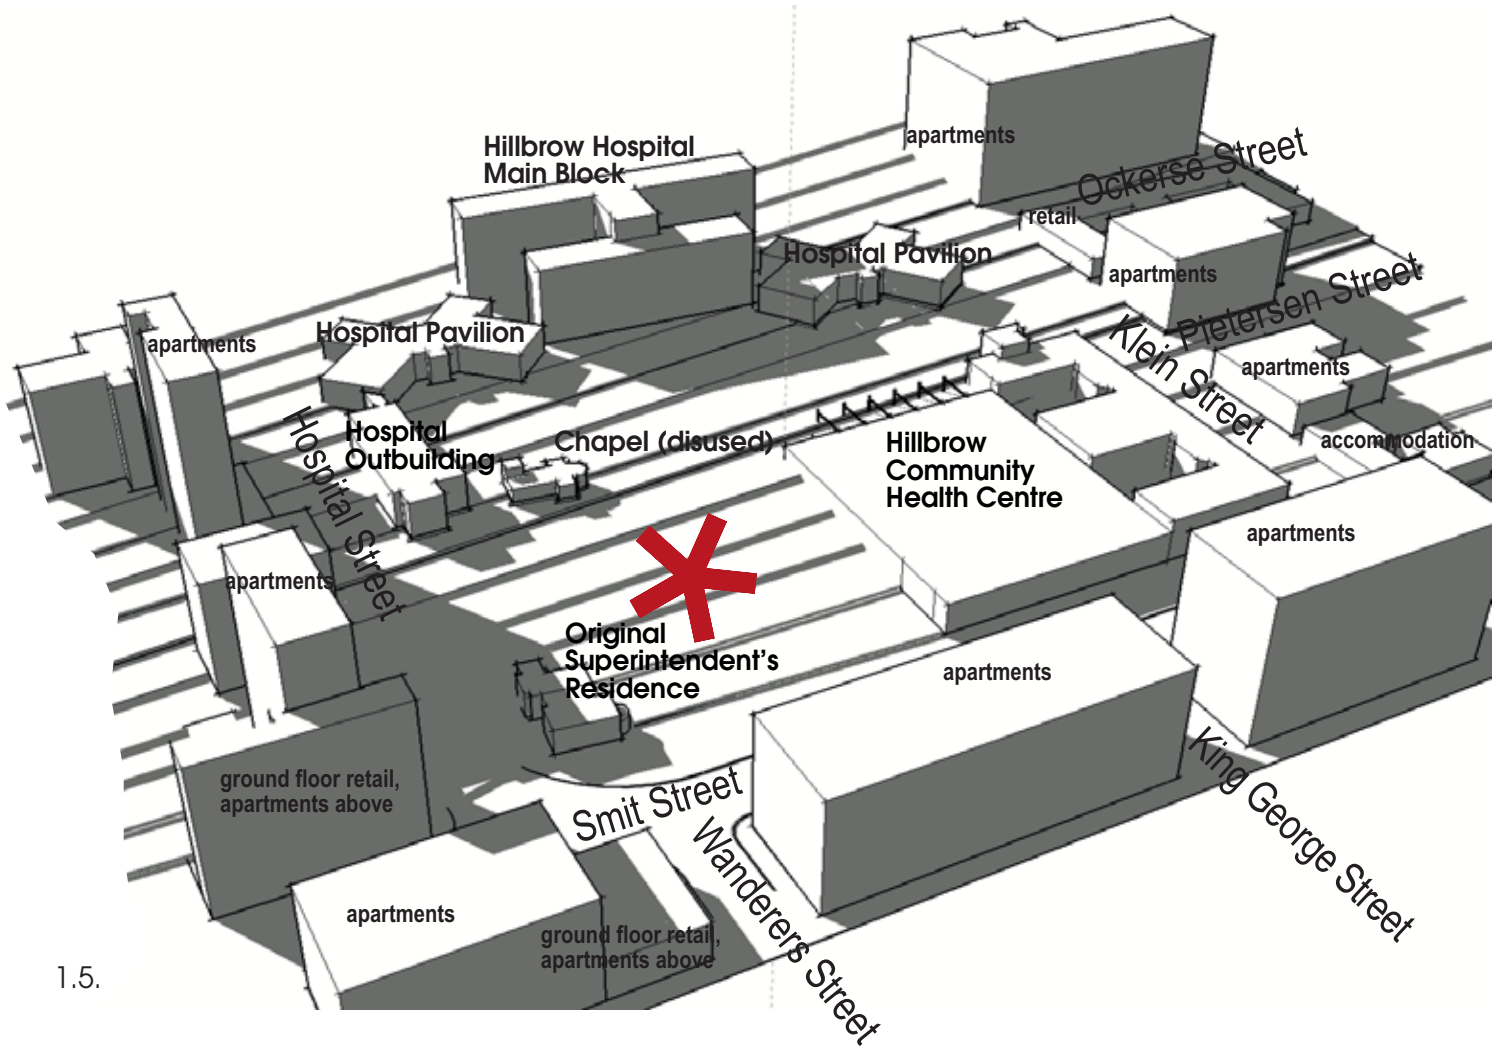 apartments
Hillbrow Hospital
Main Block
Ockerse Street
retail
Hospital Pavilion
apartments
Pietersen Street
Klein Street
apartments
Hospital Pavilion
apartments
Hospital Street
Hospital
Outbuilding
Chapel (disused)
Hillbrow
Community
Health Centre
accommodation
apartments
apartments
Original
Superintendent's
Residence
apartments
King George Street
ground floor retail,
apartments above
Smit Street
Wanderers Street
apartments
ground floor retail,
apartments above
1.5.